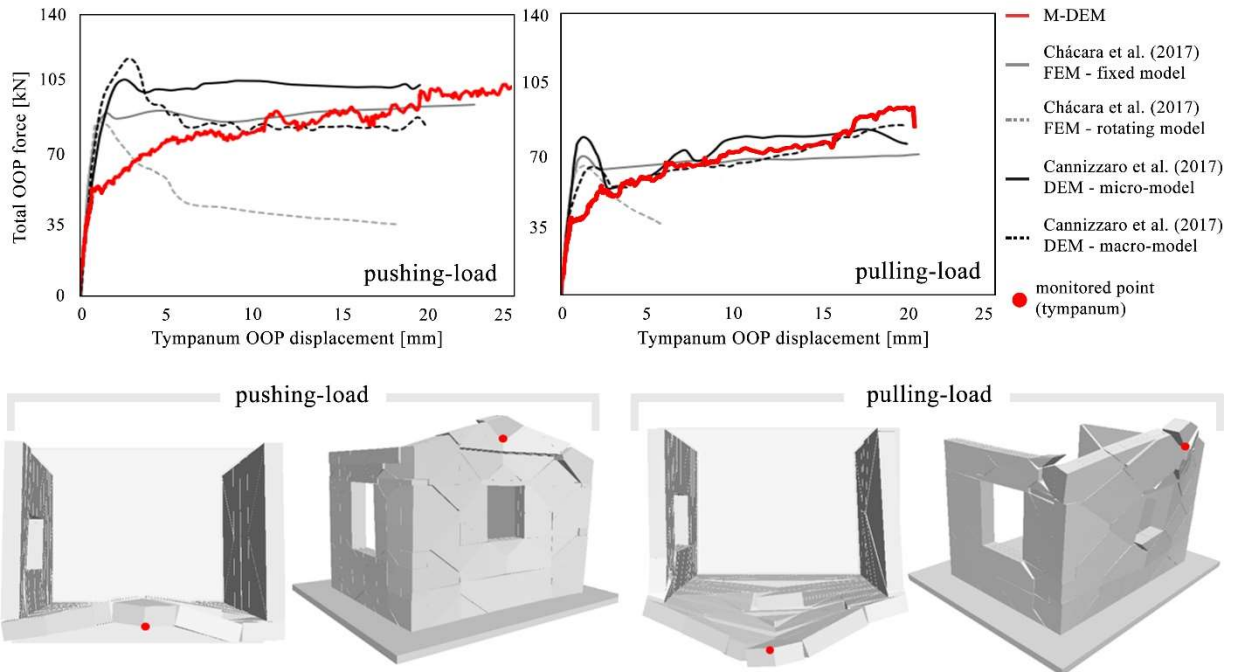 140
105
70
35
0
Total OOP force [kN]
0
5
10
15
20
25
Tympanum OOP displacement [mm]
pushing-load
140
105
70
35
0
5
10
15
20
25
Tympanum OOP displacement [mm]
pulling-load
M-DEM
Chácara et al. (2017)
FEM - fixed model
Chácara et al. (2017)
FEM - rotating model
Cannizzaro et al. (2017)
DEM - micro-model
Cannizzaro et al. (2017)
DEM - macro-model
monitored point
(tympanum)
pushing-load
pulling-load